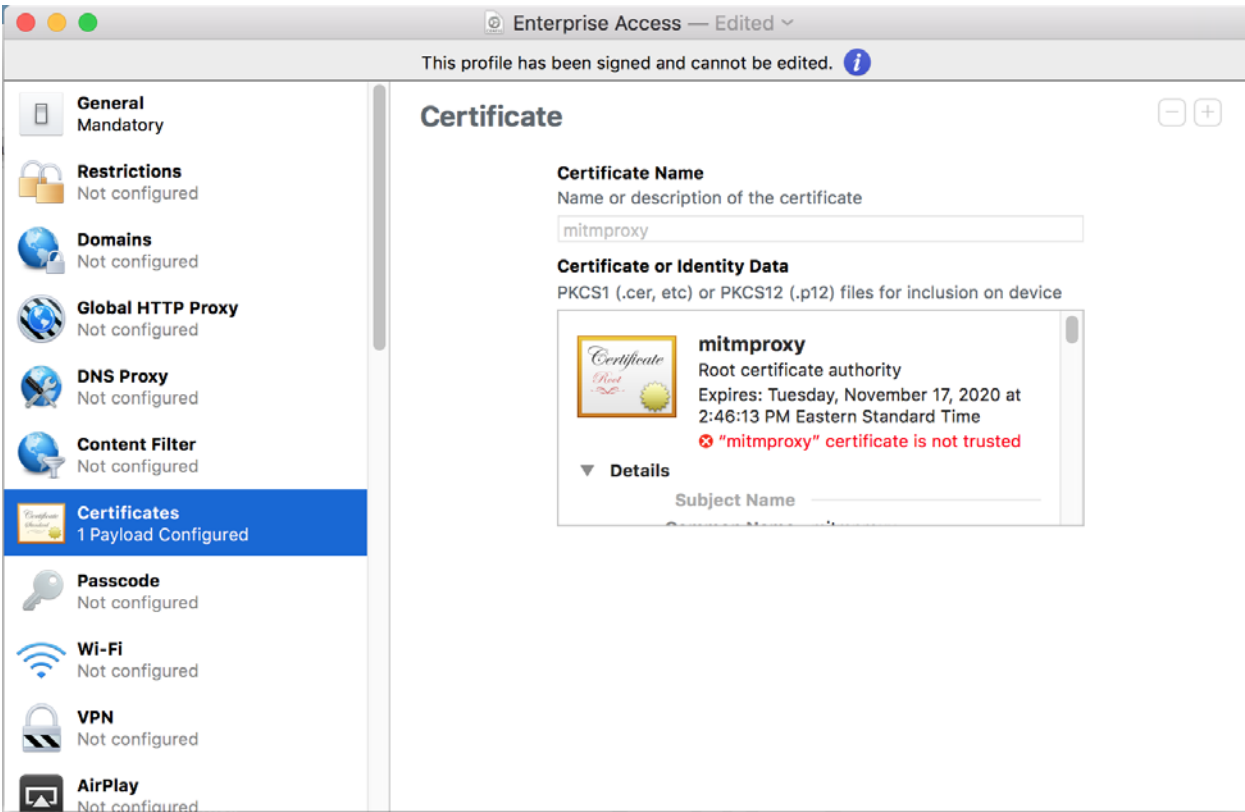 Enterprise Access — Edited
This profile has been signed and cannot be edited.
General
Mandatory
Restrictions
Not configured
Domains
Not configured
Global HTTP Proxy
Not configured
DNS Proxy
Not configured
Content Filter
Not configured
Certificates
1 Payload Configured
Passcode
Not configured
Wi-Fi
Not configured
VPN
Not configured
AirPlay
Not configured
Certificate
Certificate Name
Name or description of the certificate
mitmproxy
Certificate or Identity Data
PKCS1 (.cer, etc) or PKCS12 (.p12) files for inclusion on device
Certificate
Root
mitmproxy
Root certificate authority
Expires: Tuesday, November 17, 2020 at
2:46:13 PM Eastern Standard Time
"mitmproxy" certificate is not trusted
Details
Subject Name